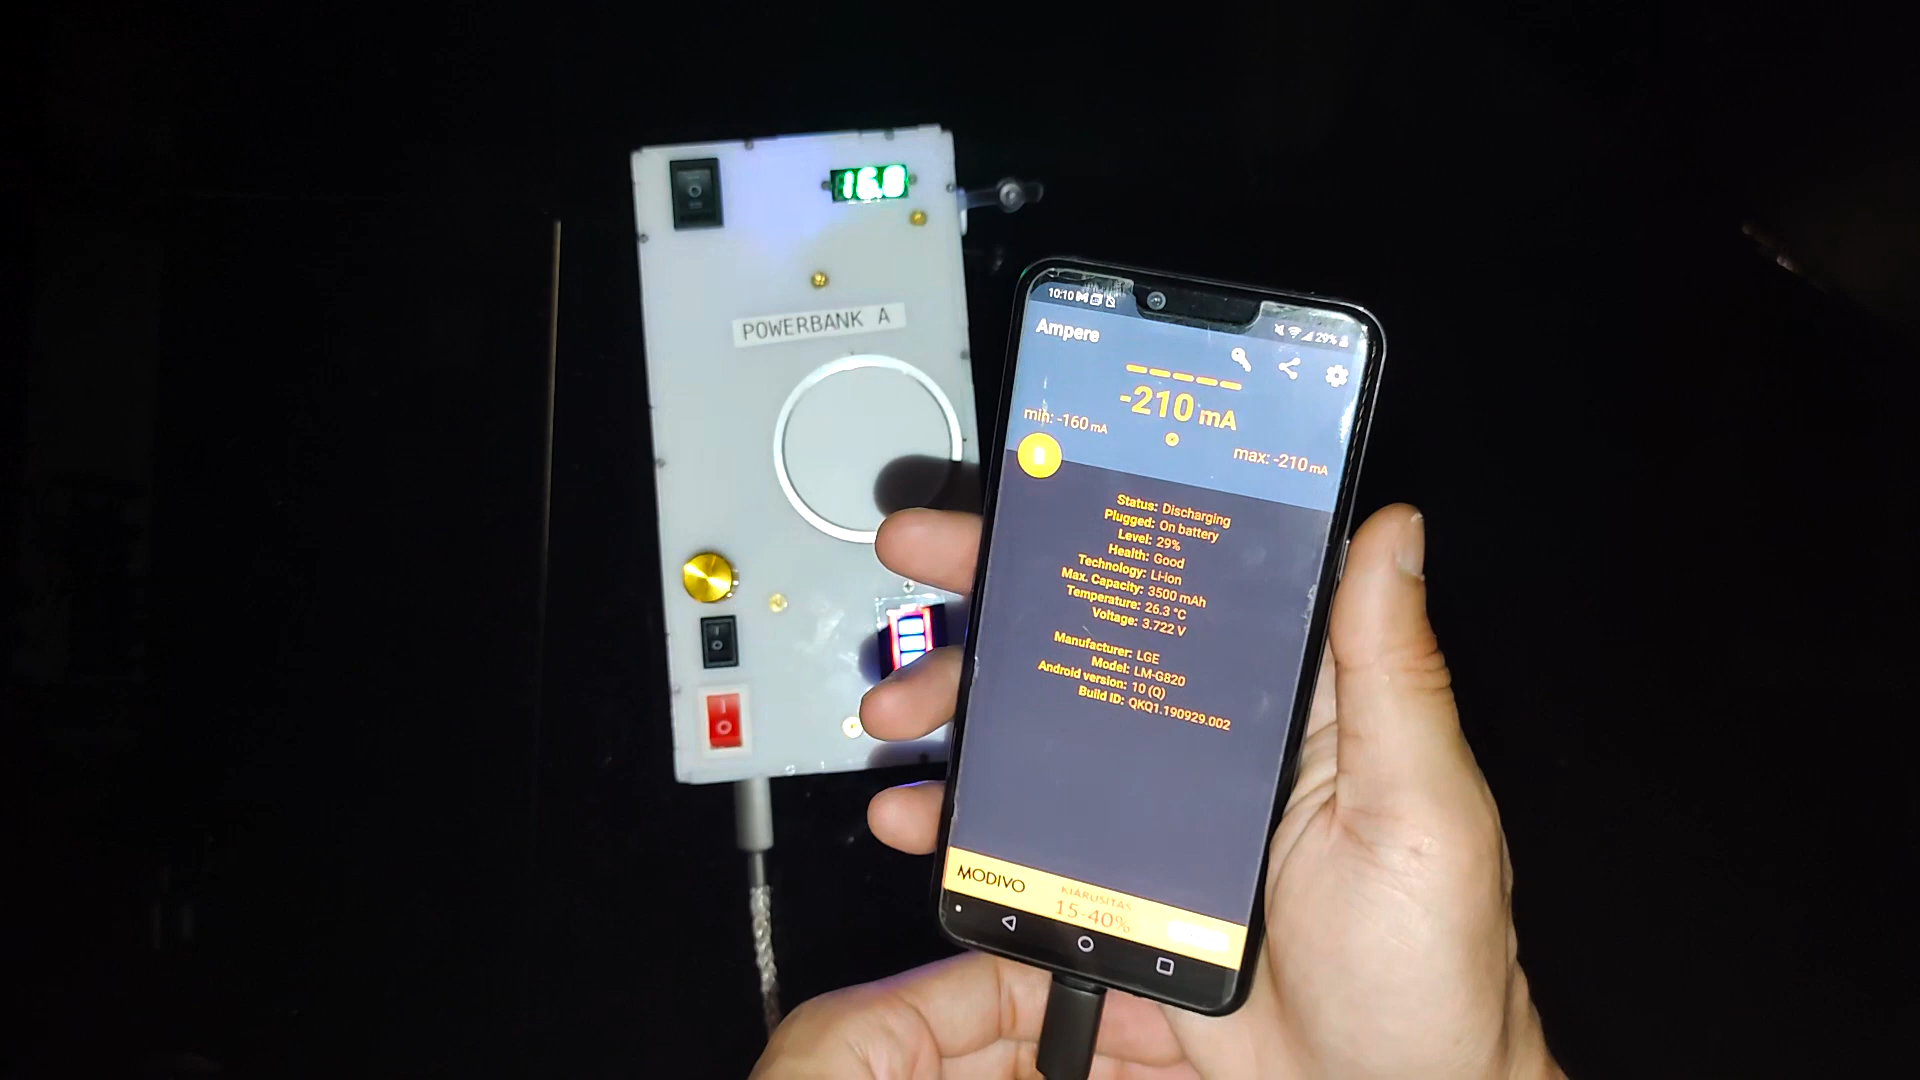 16.8
POWERBANK A
10:10
29%
Ampere
-210 mA
min: -160 mA
max: -210 mA
Status: Discharging
Plugged: On battery
Level: 29%
Health: Good
Technology: Li-ion
Max. Capacity: 3500 mAh
Temperature: 26.3 °C
Voltage: 3.722 V
Manufacturer: LGE
Model: LM-G820
Android version: 10 (Q)
Build ID: QKQ1.190929.002
MODIVO
KIÁRUSÍTÁS
15-40%